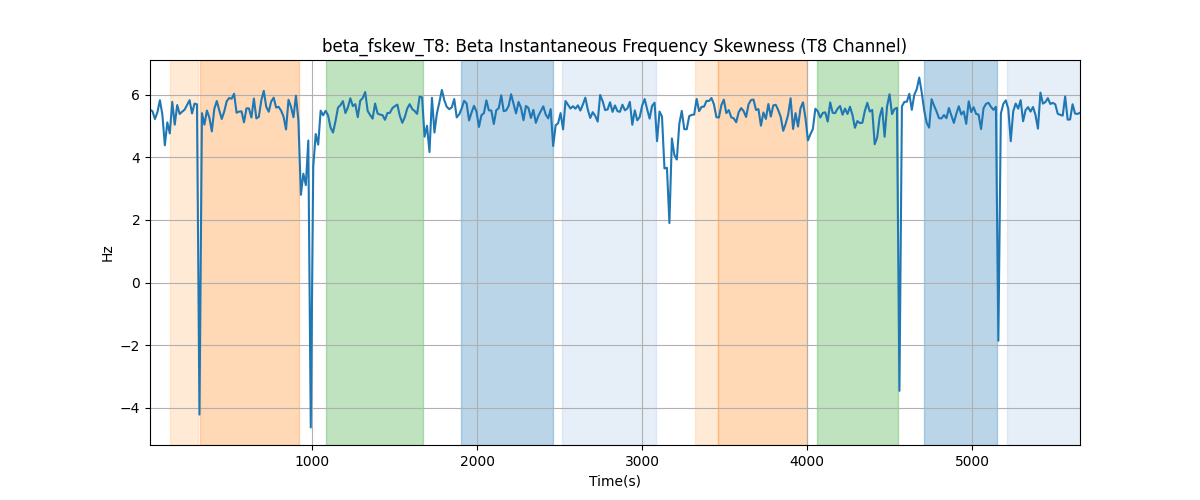 beta_fskew_T8: Beta Instantaneous Frequency Skewness (T8 Channel)
6
4
2
0
−2
−4
Hz
1000 2000 3000 4000 5000
Time(s)